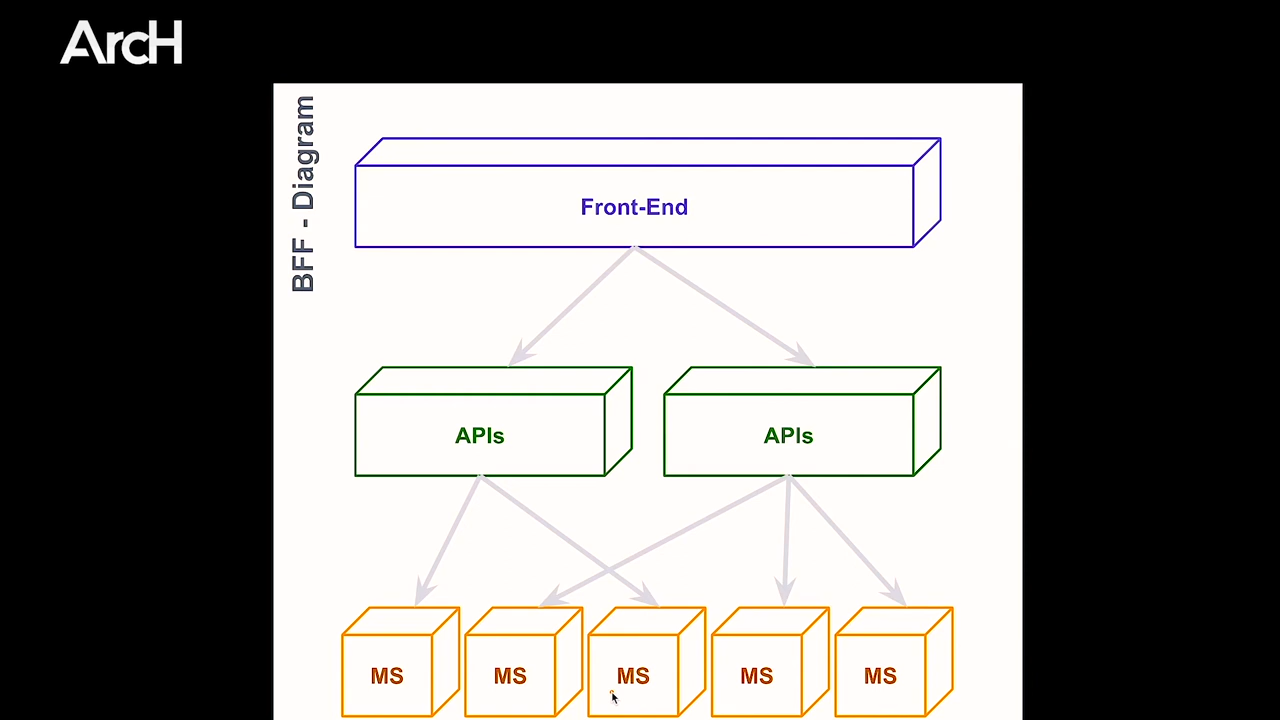 ArcH
BFF - Diagram
Front-End
APIs
APIs
MS
MS
MS
MS
MS